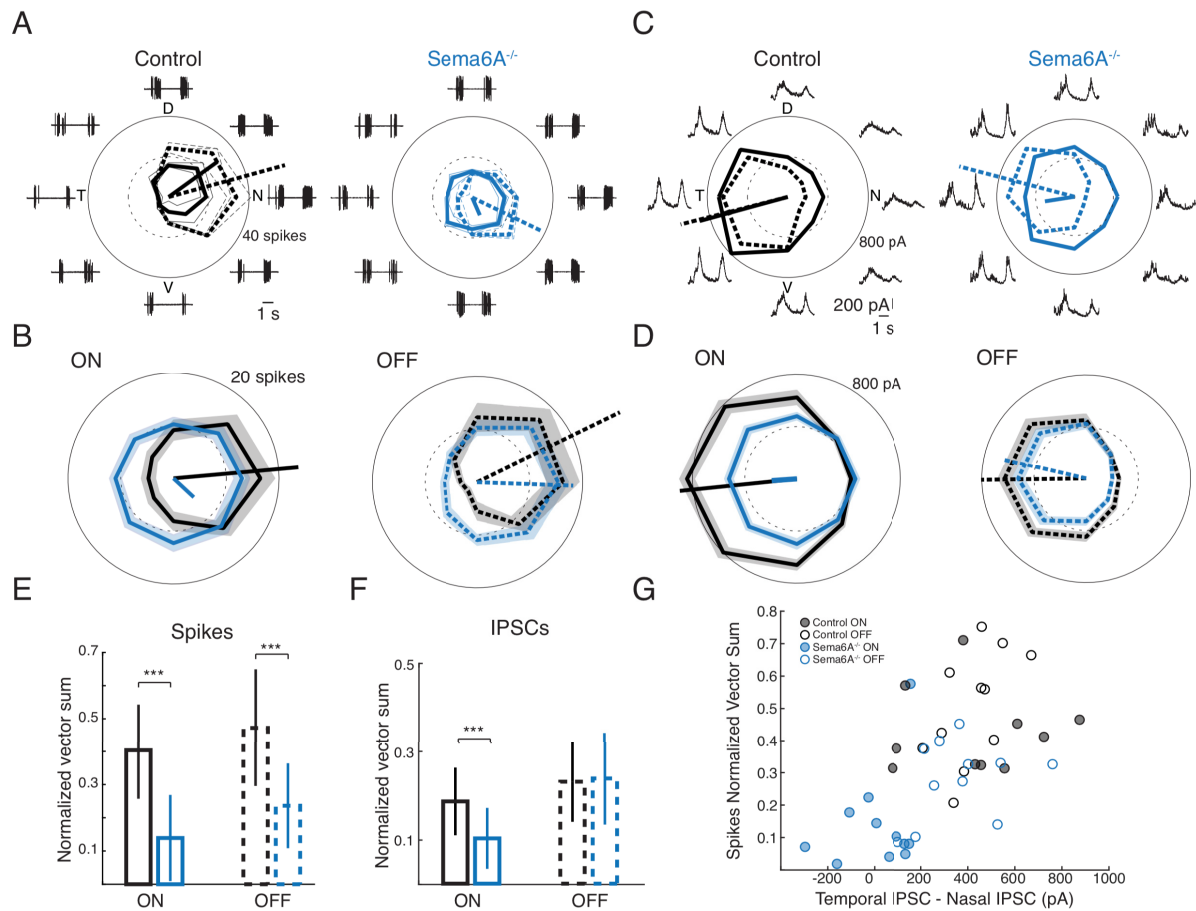 A
Control
Sema6A-/-
D
T
N
V
40 spikes
1 s
C
Control
Sema6A-/-
D
T
N
V
800 pA
200 pA
1 s
B
ON
20 spikes
OFF
D
ON
800 pA
OFF
E
Spikes
Normalized vector sum
0.7
0.5
0.3
0.1
***
***
ON
OFF
F
IPSCs
Normalized vector sum
0.5
0.3
0.1
***
ON
OFF
G
Spikes Normalized Vector Sum
0.8
0.7
0.6
0.5
0.4
0.3
0.2
0.1
Control ON
Control OFF
Sema6A-/- ON
Sema6A-/- OFF
-200 0 200 400 600 800 1000
Temporal IPSC - Nasal IPSC (pA)